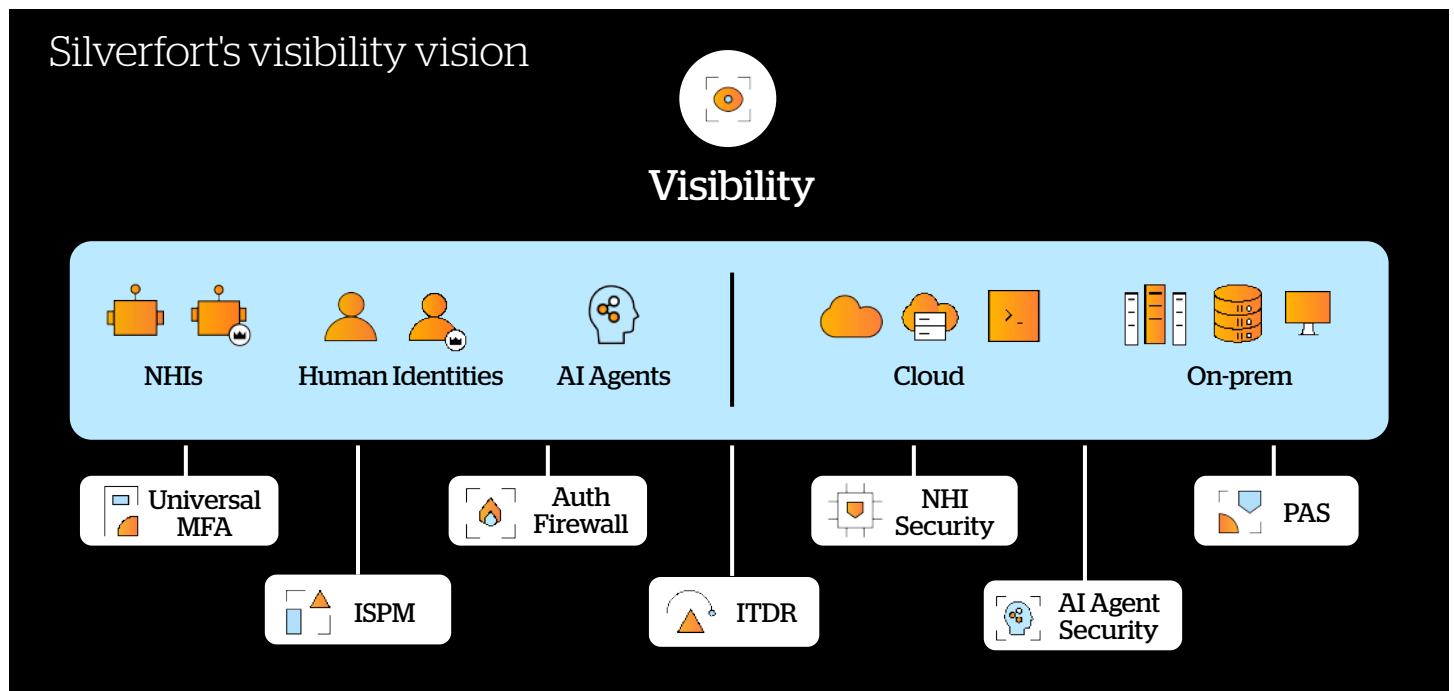 Silverfort's visibility vision
Visibility
NHIs
Human Identities
AI Agents
Cloud
On-prem
Universal
MFA
Auth
Firewall
NHI
Security
PAS
ISPM
ITDR
AI Agent
Security